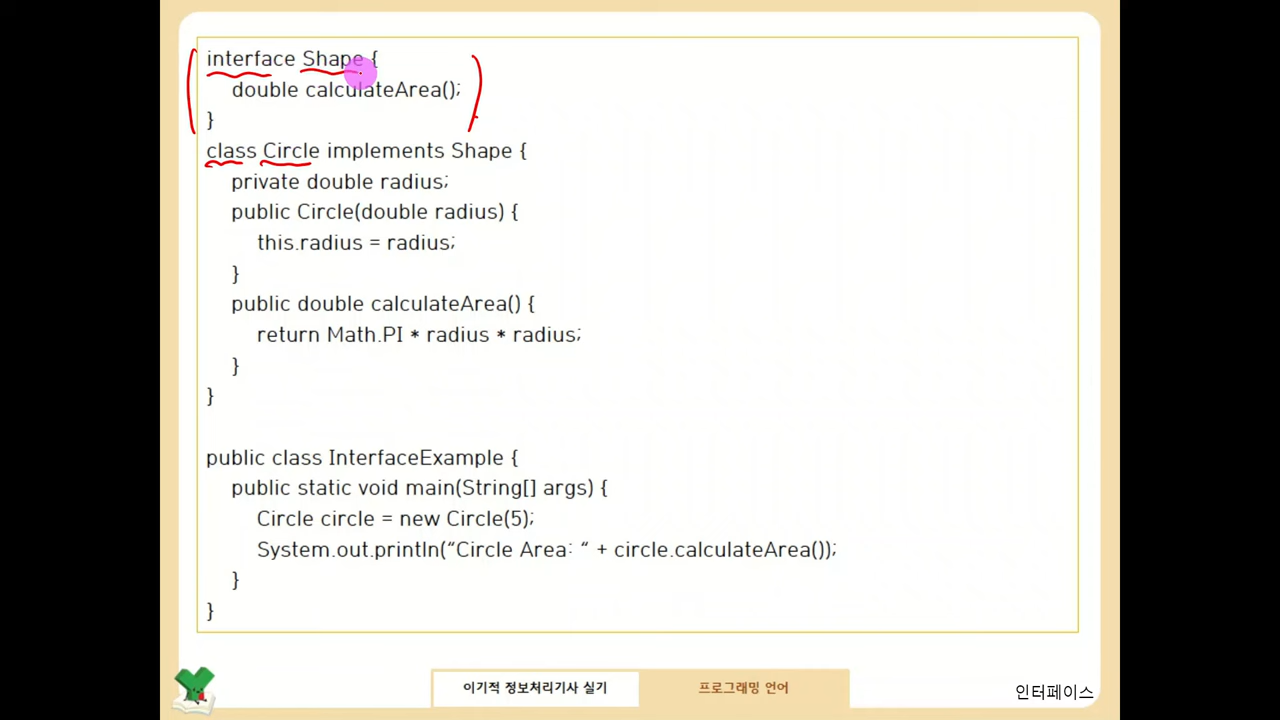 interface Shape {
double calculateArea();
}
class Circle implements Shape {
private double radius;
public Circle(double radius) {
this.radius = radius;
}
public double calculateArea() {
return Math.PI * radius * radius;
}
}
public class InterfaceExample {
public static void main(String[] args) {
Circle circle = new Circle(5);
System.out.println(“Circle Area: “ + circle.calculateArea());
}
}
이기적 정보처리기사 실기
프로그래밍 언어
인터페이스